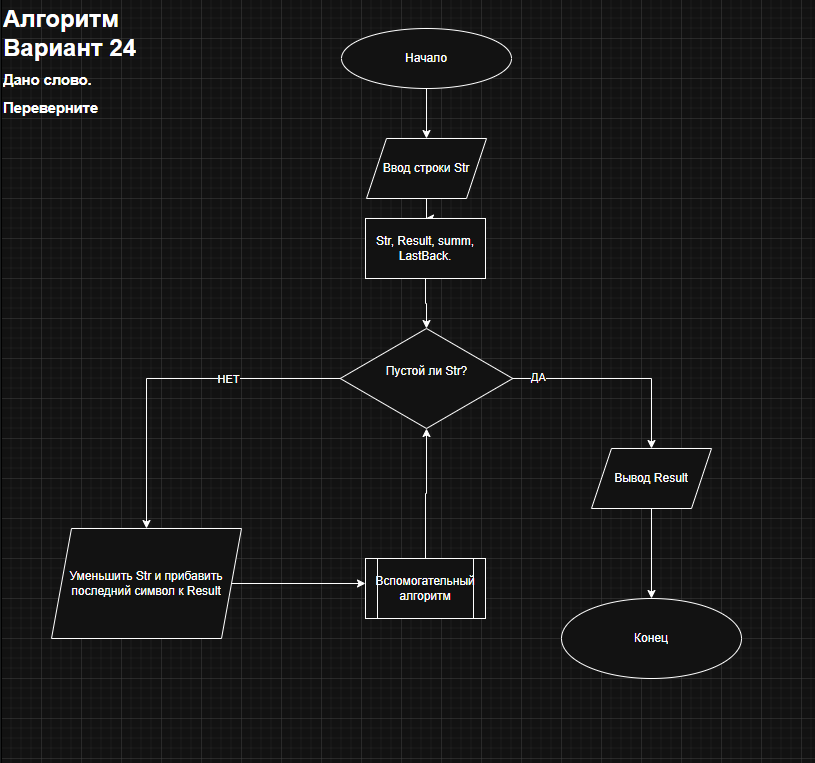 Алгоритм
Вариант 24
Дано слово.
Переверните
Начало
Ввод строки Str
Str, Result, summ,
LastBack.
Пустой ли Str?
НЕТ
ДА
Вывод Result
Уменьшить Str и прибавить
последний символ к Result
Вспомогательный
алгоритм
Конец